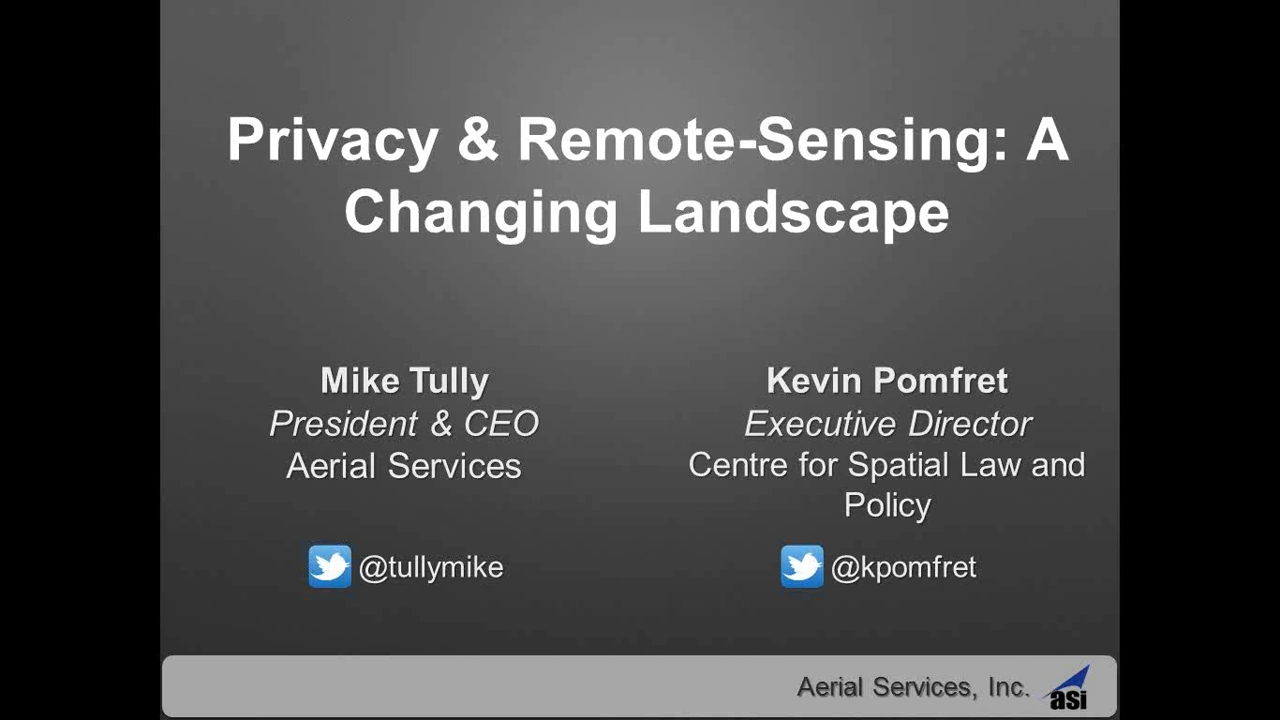 Privacy & Remote-Sensing: A
Changing Landscape
Mike Tully
President & CEO
Aerial Services
@tullymike
Kevin Pomfret
Executive Director
Centre for Spatial Law and
Policy
@kpomfret
Aerial Services, Inc.
asi